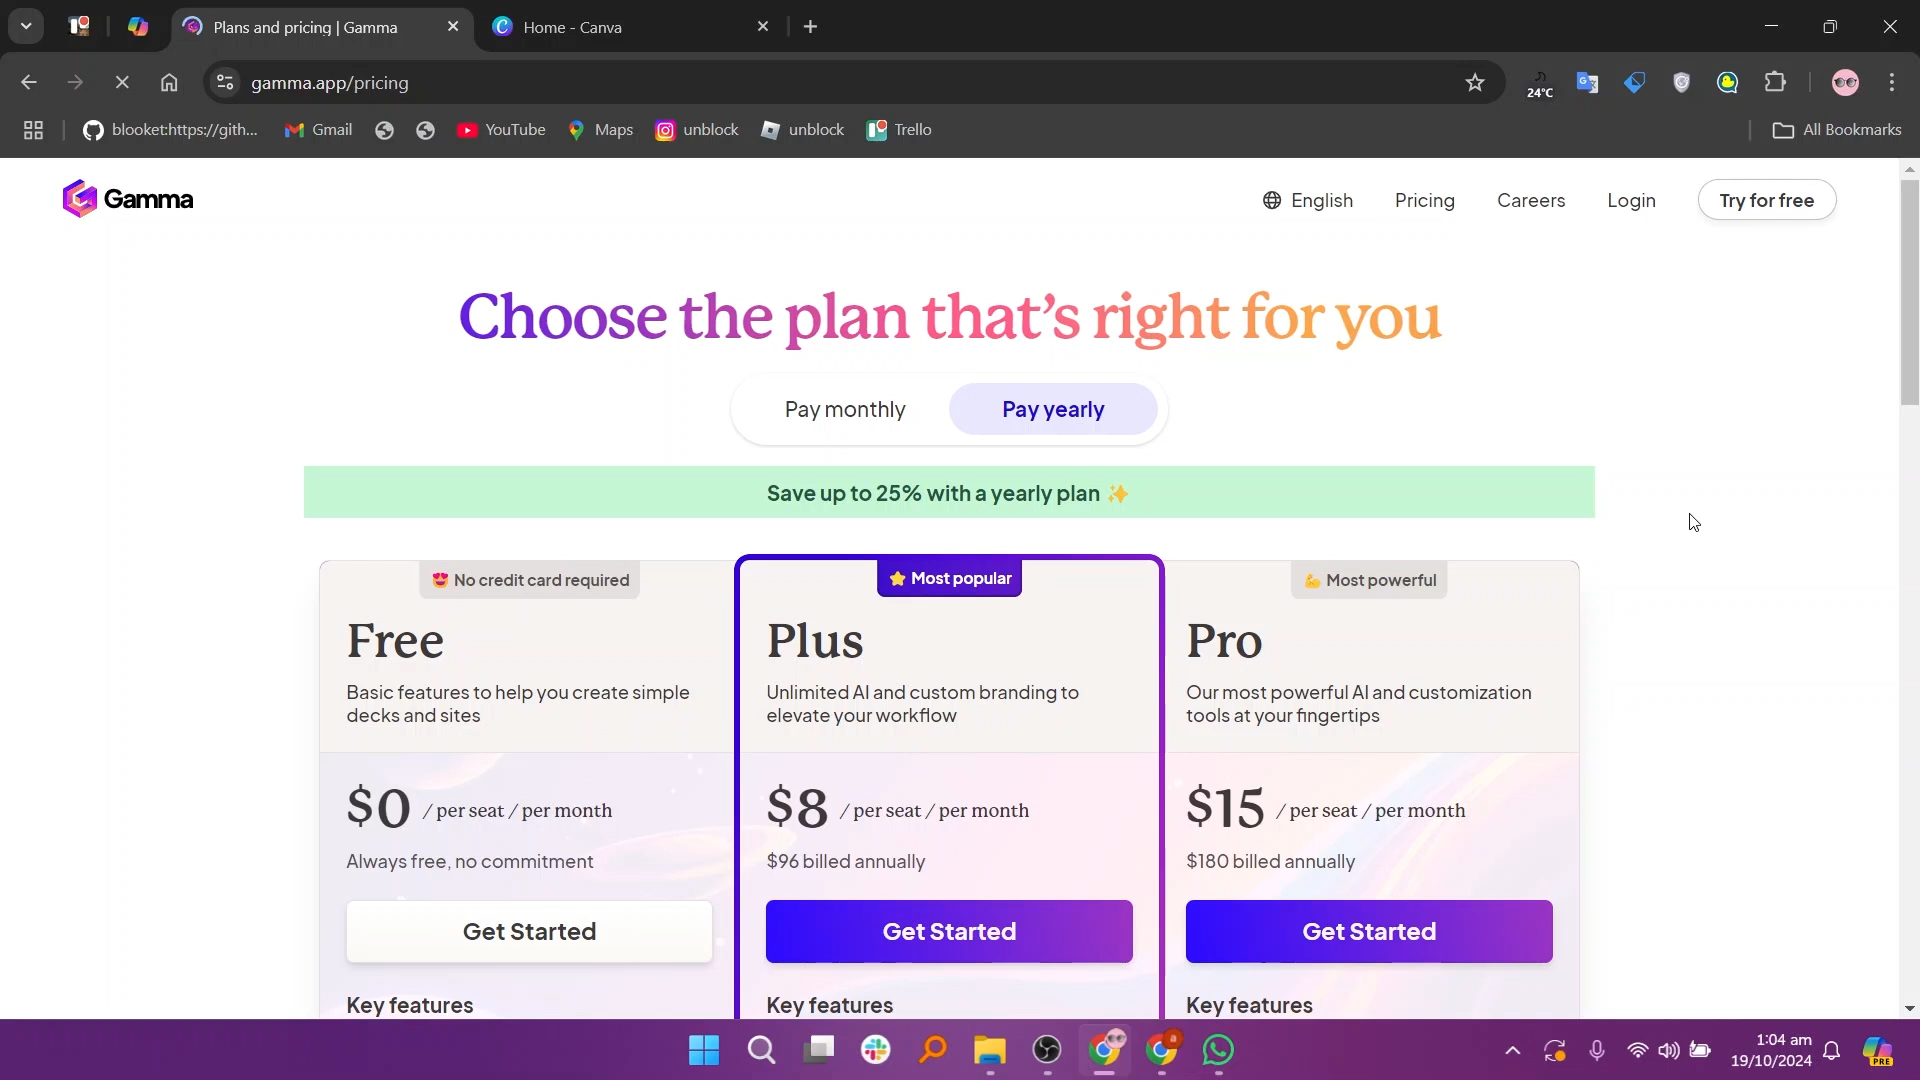 Plans and pricing | Gamma
Home - Canva
gamma.app/pricing
24°C
blooket:https://gith...
Gmail
YouTube
Maps
unblock
unblock
Trello
All Bookmarks
Gamma
English
Pricing
Careers
Login
Try for free
Choose the plan that's right for you
Pay monthly
Pay yearly
Save up to 25% with a yearly plan ✨
😍 No credit card required
Free
Basic features to help you create simple
decks and sites
$0 / per seat / per month
Always free, no commitment
Get Started
Key features
⭐ Most popular
Plus
Unlimited AI and custom branding to
elevate your workflow
$8 / per seat / per month
$96 billed annually
Get Started
Key features
💪 Most powerful
Pro
Our most powerful AI and customization
tools at your fingertips
$15 / per seat / per month
$180 billed annually
Get Started
Key features
1:04 am
19/10/2024
PRE